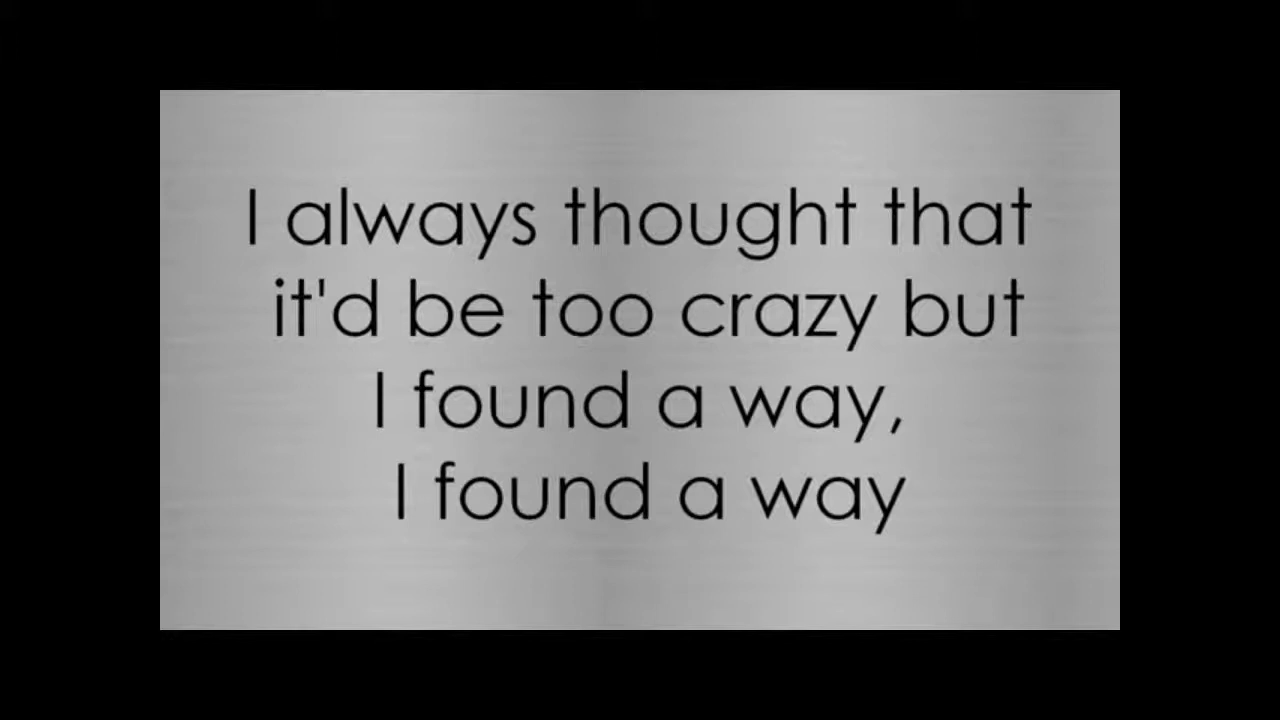 I always thought that
it'd be too crazy but
I found a way,
I found a way